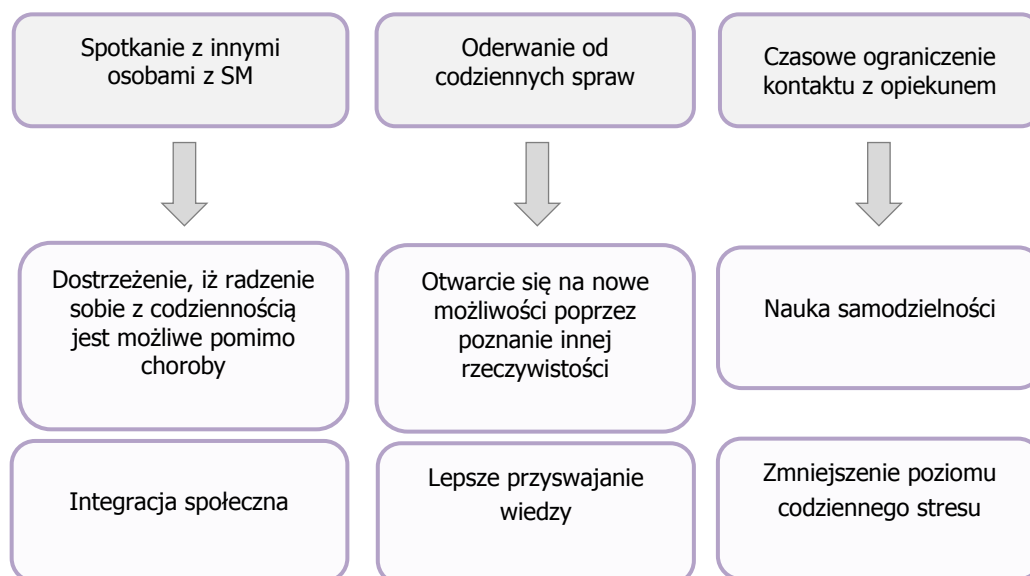 Spotkanie z innymi
osobami z SM
Oderwanie od
codziennych spraw
Czasowe ograniczenie
kontaktu z opiekunem
Dostrzeżenie, iż radzenie
sobie z codziennością
jest możliwe pomimo
choroby
Otwarcie się na nowe
możliwości poprzez
poznanie innej
rzeczywistości
Nauka samodzielności
Integracja społeczna
Lepsze przyswajanie
wiedzy
Zmniejszenie poziomu
codziennego stresu